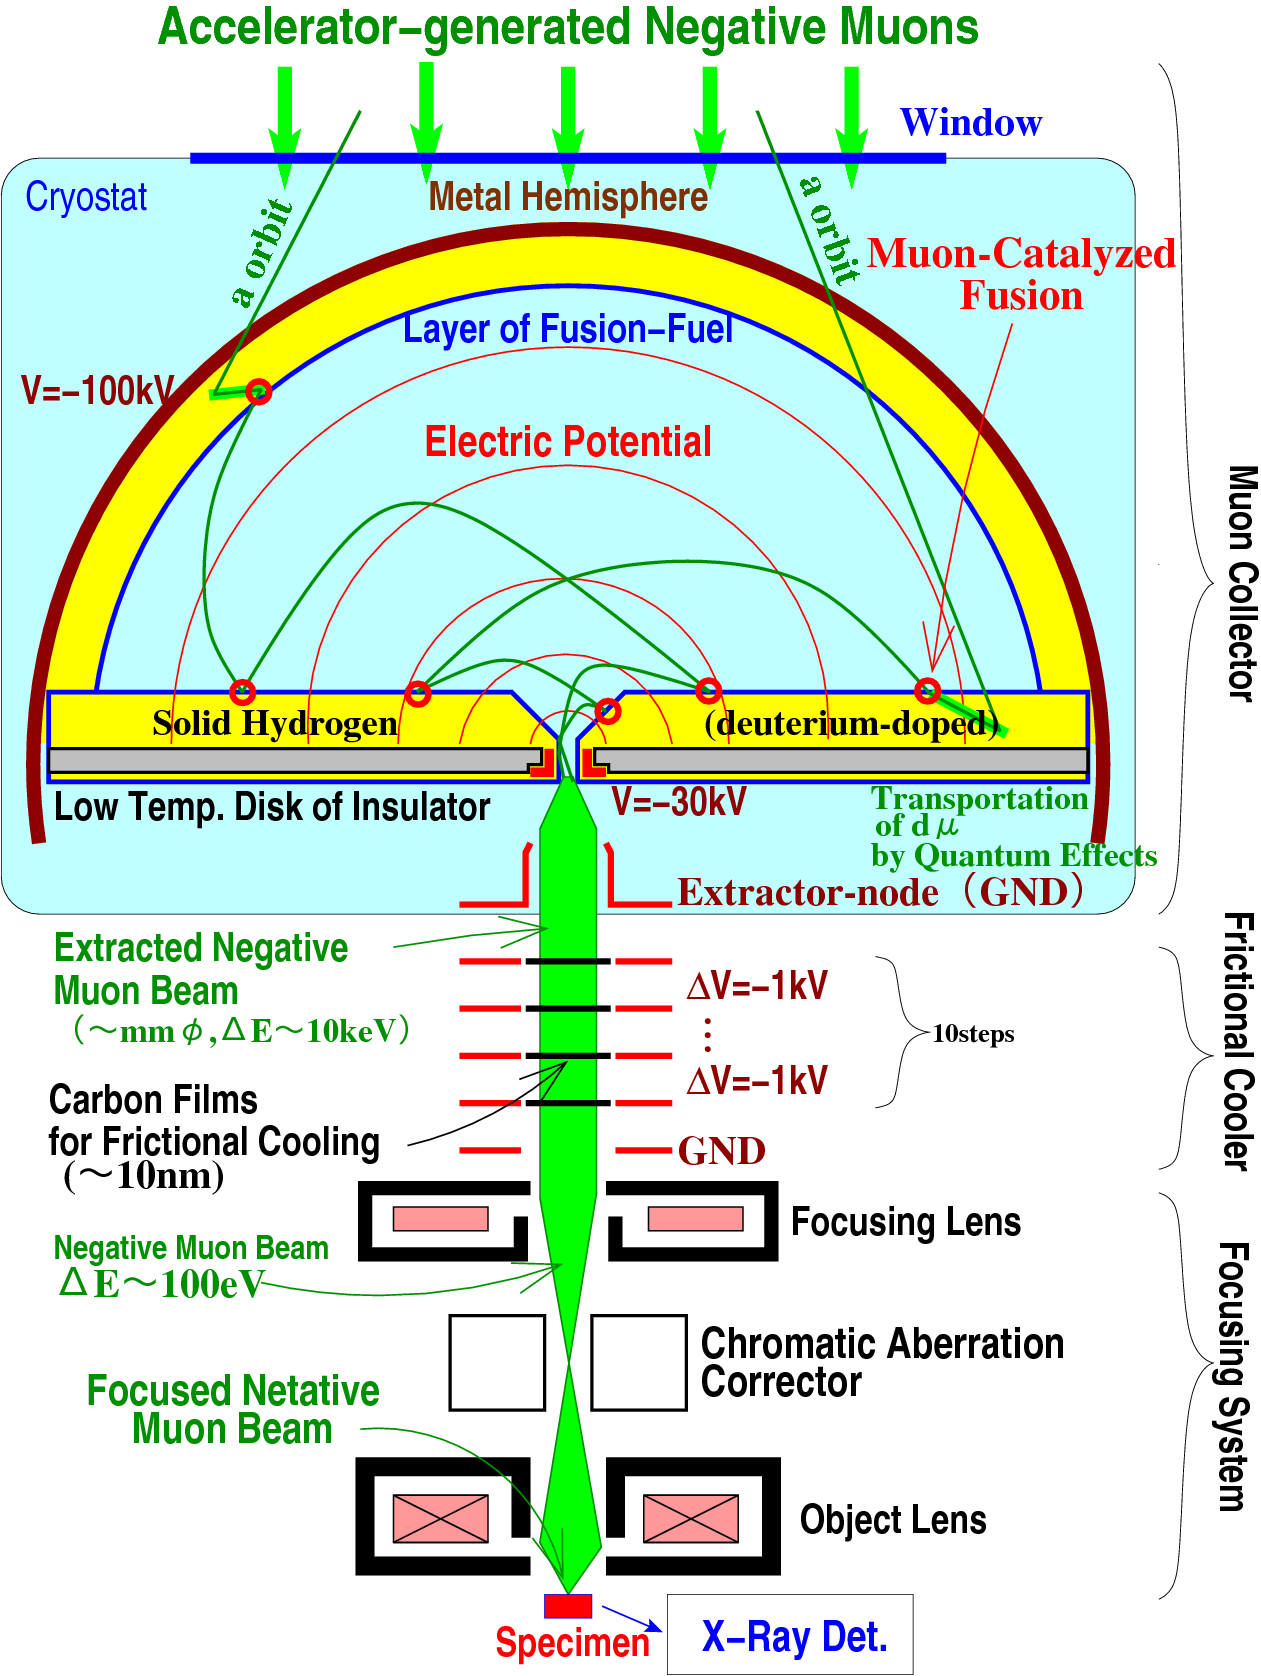 Accelerator−generated Negative Muons
Window
Cryostat
Metal Hemisphere
a orbit
a orbit
Muon-Catalyzed
Fusion
Layer of Fusion−Fuel
V=−100kV
Electric Potential
Muon Collector
Solid Hydrogen
(deuterium-doped)
Low Temp. Disk of Insulator
V=−30kV
Transportation
of dμ
by Quantum Effects
Extractor-node（GND）
Extracted Negative
Muon Beam
（～mmφ,ΔE～10keV）
ΔV=−1kV
⋮
10steps
ΔV=−1kV
Frictional Cooler
Carbon Films
for Frictional Cooling
(～10nm)
GND
Focusing Lens
Negative Muon Beam
ΔE～100eV
Chromatic Aberration
Corrector
Focusing System
Focused Netative
Muon Beam
Object Lens
Specimen
X−Ray Det.